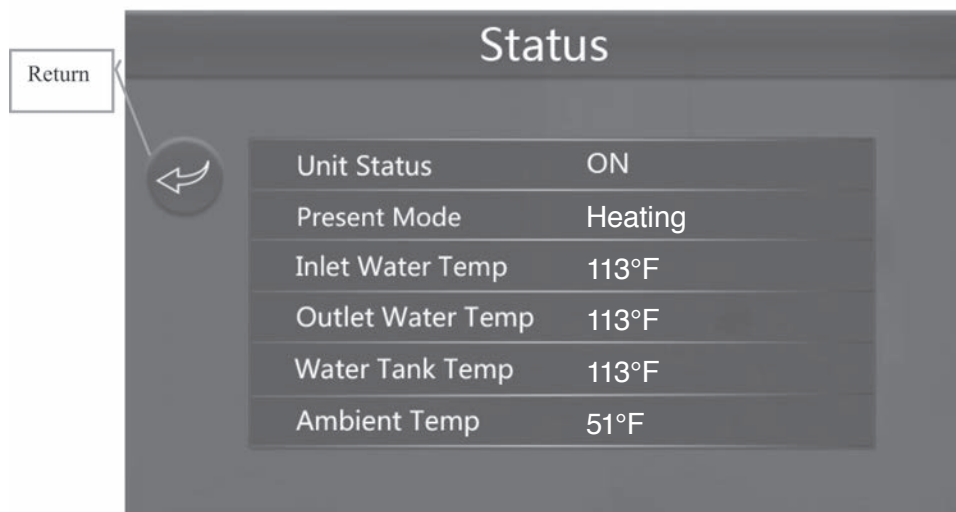 Status
Return
Unit Status ON
Present Mode Heating
Inlet Water Temp 113°F
Outlet Water Temp 113°F
Water Tank Temp 113°F
Ambient Temp 51°F